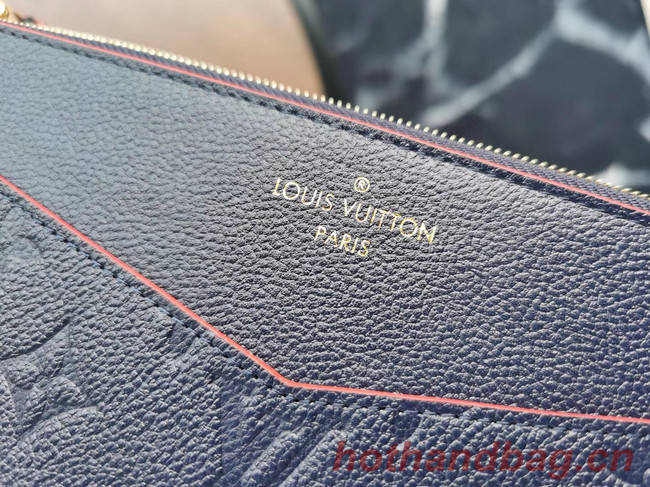 ®
LOUIS VUITTON
PARIS
hothandbag.cn